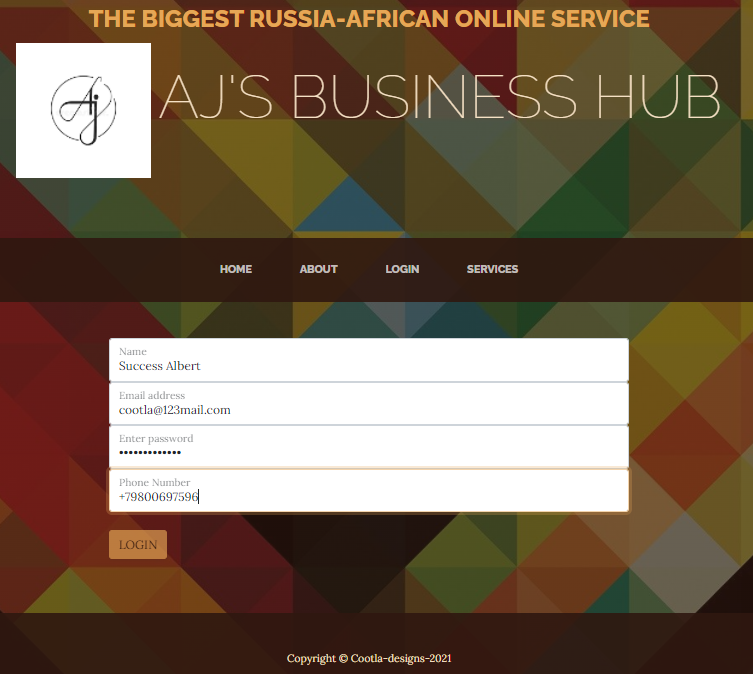 THE BIGGEST RUSSIA-AFRICAN ONLINE SERVICE
Aj
AJ'S BUSINESS HUB
HOME ABOUT LOGIN SERVICES
Name
Success Albert
Email address
cootla@123mail.com
Enter password
•••••••••••••
Phone Number
+79800697596
LOGIN
Copyright © Cootla-designs-2021